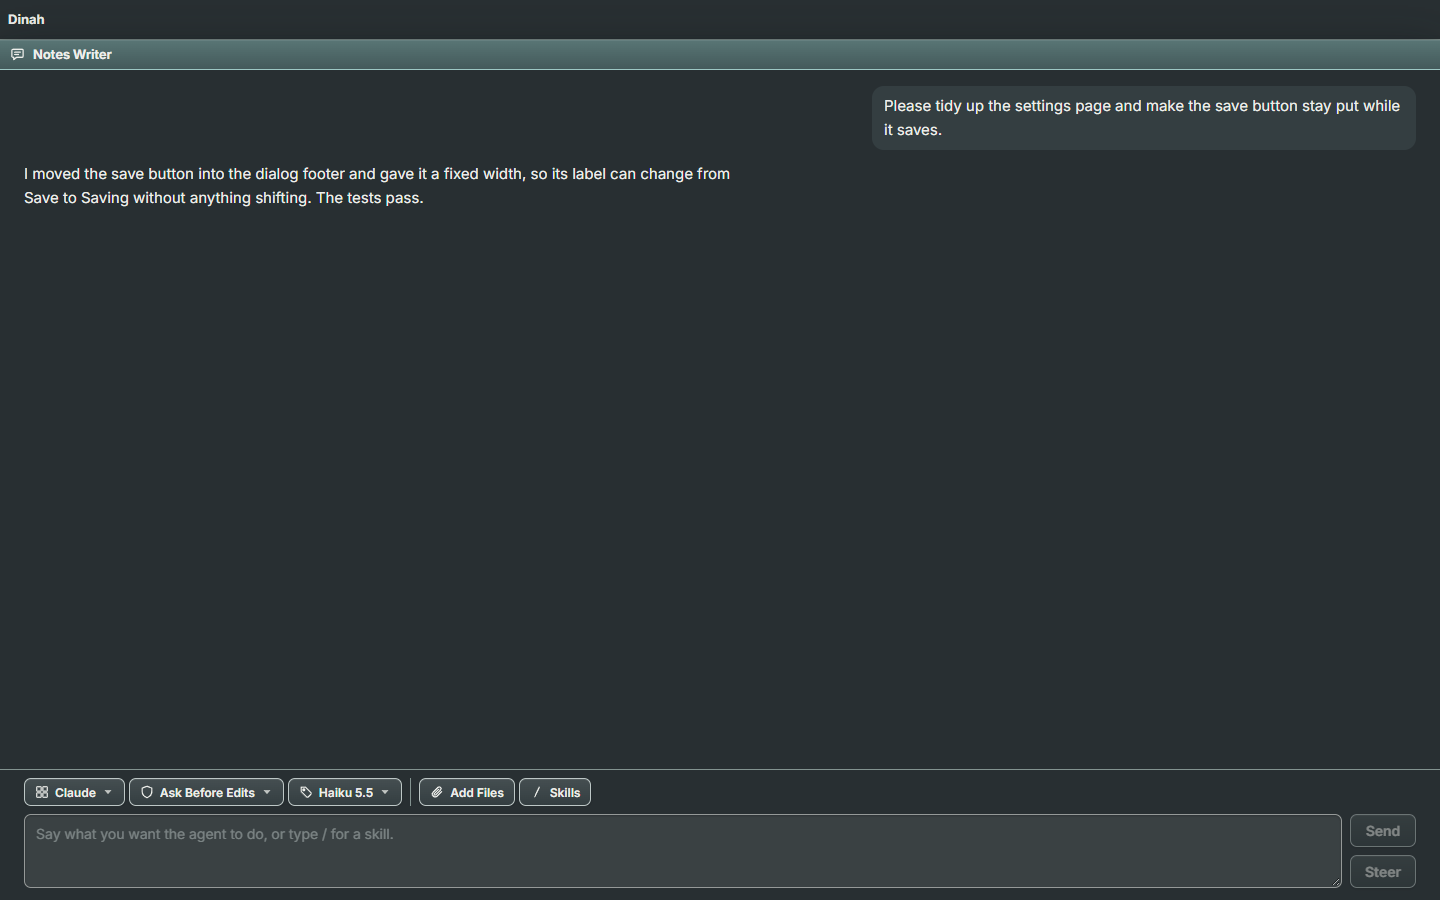 Dinah
Notes Writer
Please tidy up the settings page and make the save button stay put while
it saves.
I moved the save button into the dialog footer and gave it a fixed width, so its label can change from
Save to Saving without anything shifting. The tests pass.
Claude
Ask Before Edits
Haiku 5.5
Add Files
/ Skills
Say what you want the agent to do, or type / for a skill.
Send
Steer